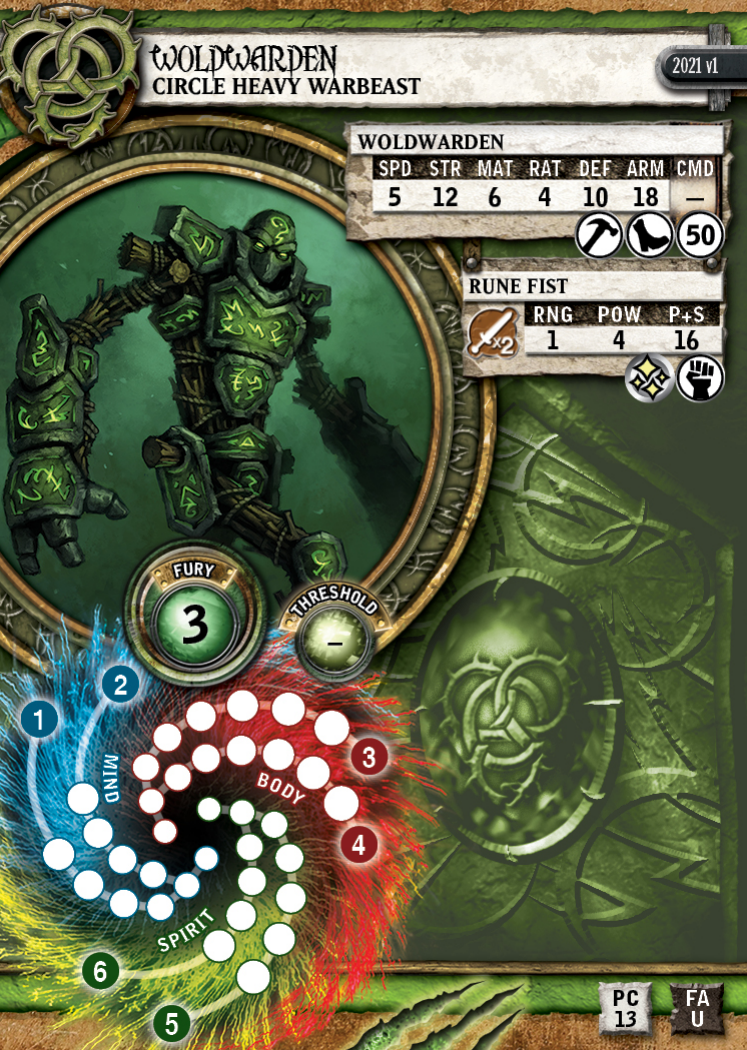 WOLDWARDEN
CIRCLE HEAVY WARBEAST
2021 v1
WOLDWARDEN
SPD STR MAT RAT DEF ARM CMD
5 12 6 4 10 18 –
50
RUNE FIST
RNG POW P+S
x2 1 4 16
FURY
3
THRESHOLD
-
1
2
MIND
3
BODY
4
SPIRIT
6
5
PC
13
FA
U